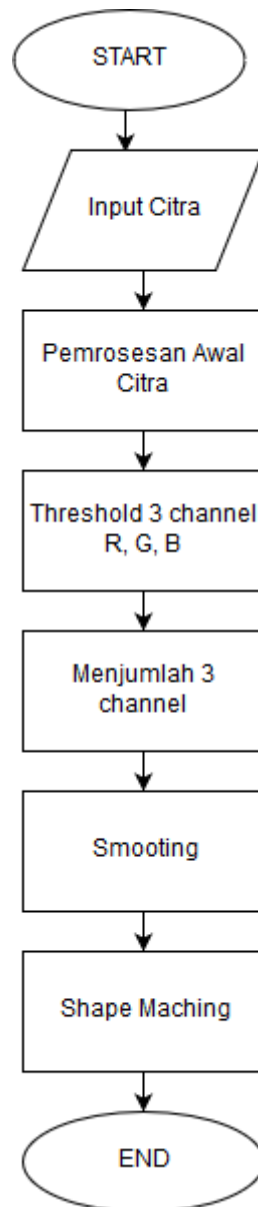 START
Input Citra
Pemrosesan Awal
Citra
Threshold 3 channel
R, G, B
Menjumlah 3
channel
Smooting
Shape Maching
END